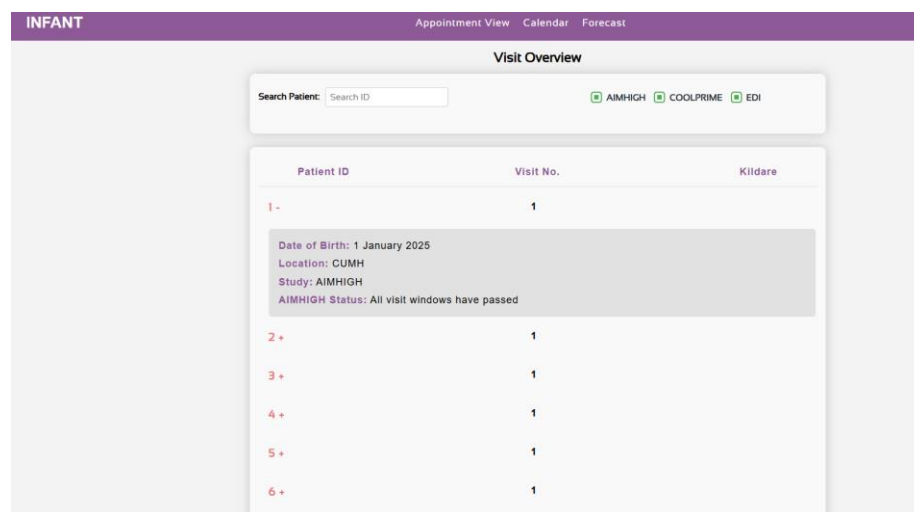 INFANT Appointment View Calendar Forecast
Visit Overview
Search Patient: Search ID AIMHIGH COOLPRIME EDI
Patient ID Visit No. Kildare
1 - 1
Date of Birth: 1 January 2025
Location: CUMH
Study: AIMHIGH
AIMHIGH Status: All visit windows have passed
2 + 1
3 + 1
4 + 1
5 + 1
6 + 1